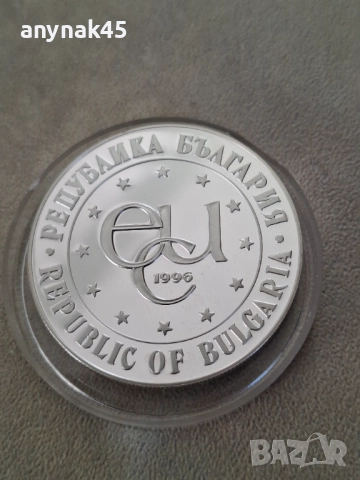 anynak45
· РЕПУБЛИКА БЪЛГАРИЯ ·
ecu
1996
REPUBLIC OF BULGARIA
BAZAR